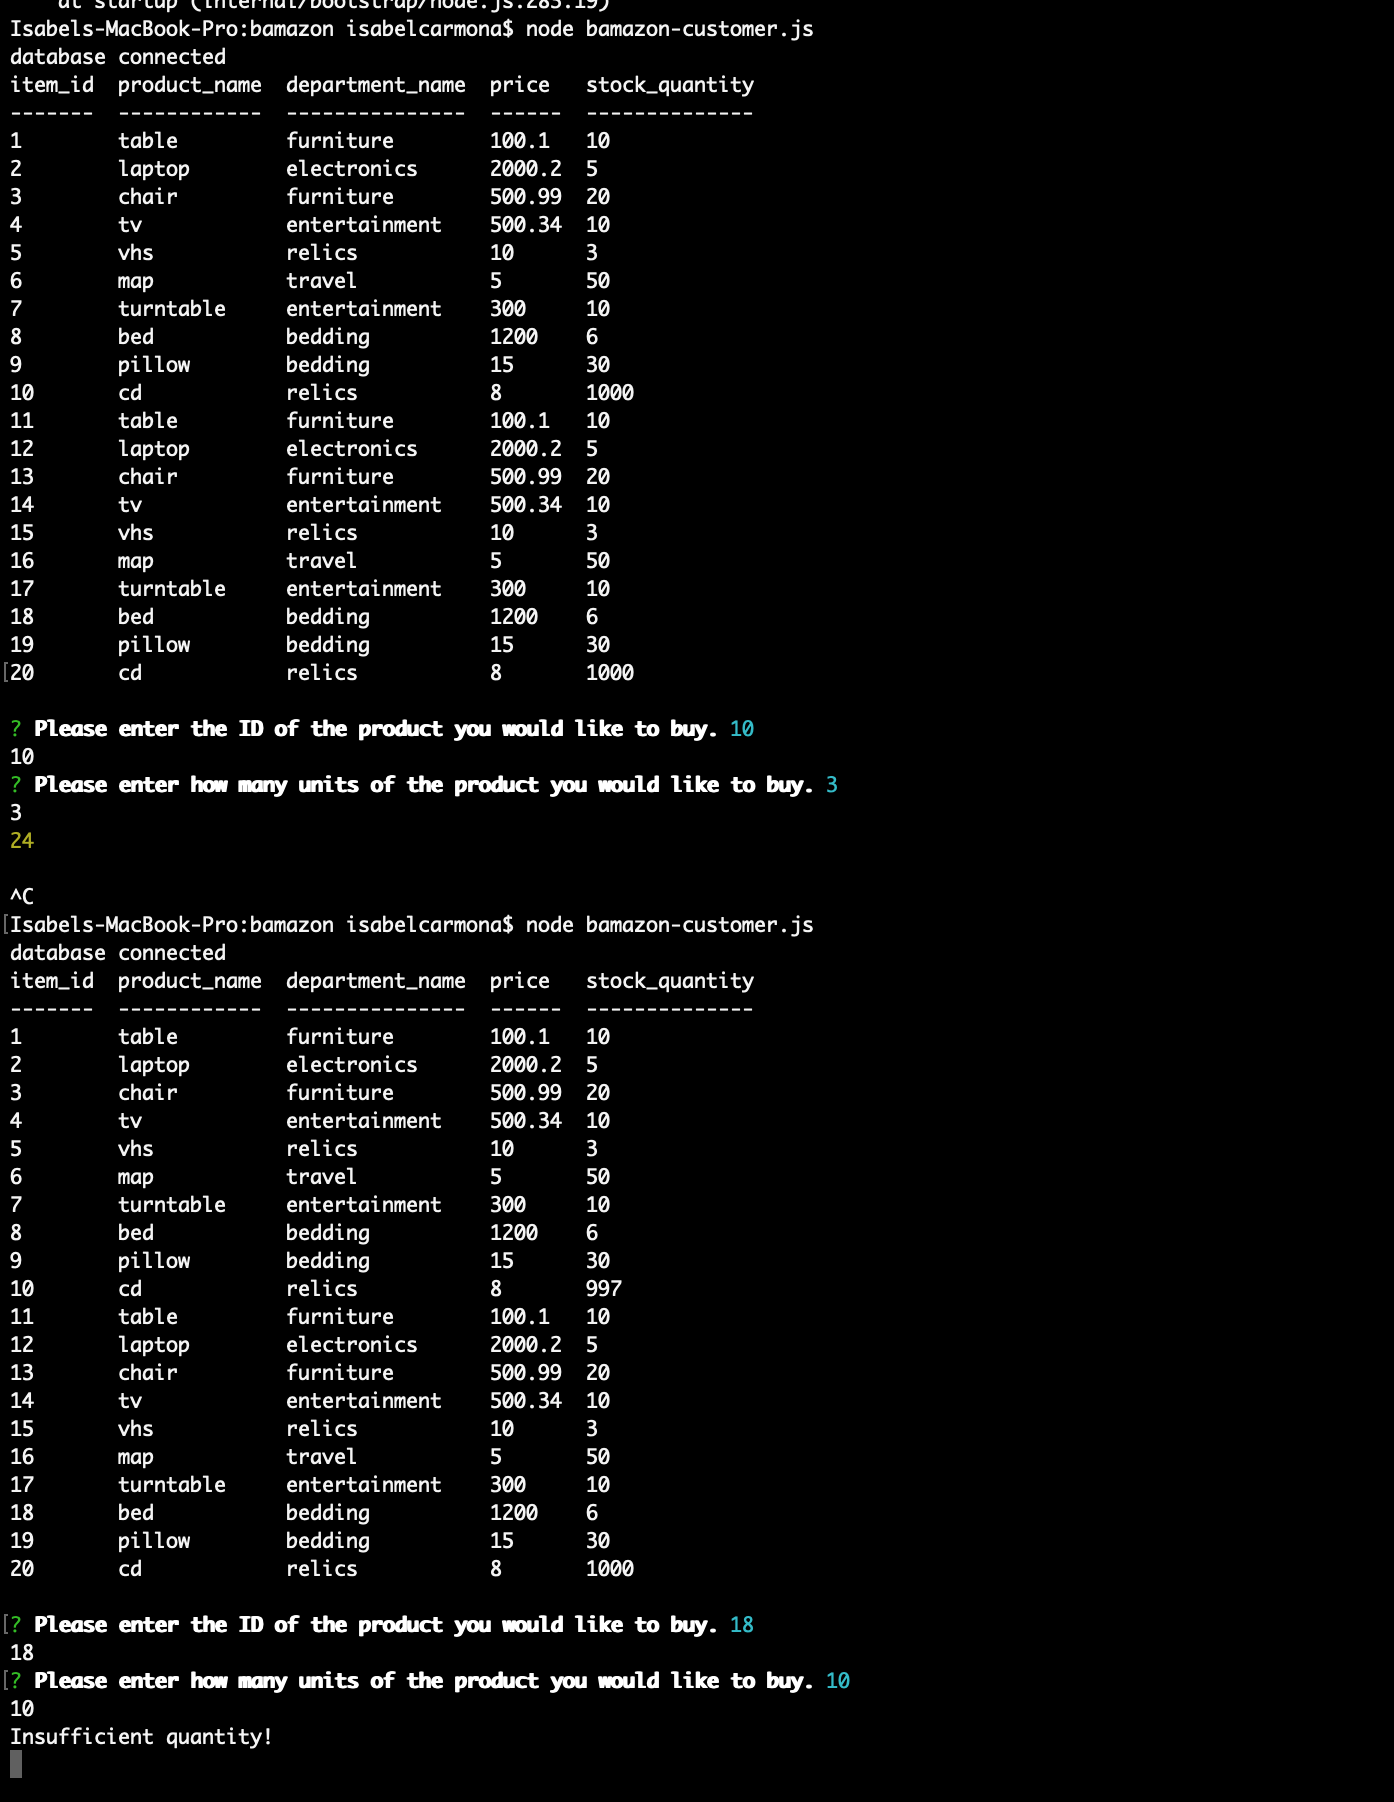 at startup (internal/bootstrap/node.js:283:19)
Isabels-MacBook-Pro:bamazon isabelcarmona$ node bamazon-customer.js
database connected
item_id  product_name  department_name  price   stock_quantity
-------  ------------  ---------------  ------  --------------
1        table         furniture        100.1   10
2        laptop        electronics      2000.2  5
3        chair         furniture        500.99  20
4        tv            entertainment    500.34  10
5        vhs           relics           10      3
6        map           travel           5       50
7        turntable     entertainment    300     10
8        bed           bedding          1200    6
9        pillow        bedding          15      30
10       cd            relics           8       1000
11       table         furniture        100.1   10
12       laptop        electronics      2000.2  5
13       chair         furniture        500.99  20
14       tv            entertainment    500.34  10
15       vhs           relics           10      3
16       map           travel           5       50
17       turntable     entertainment    300     10
18       bed           bedding          1200    6
19       pillow        bedding          15      30
20       cd            relics           8       1000
? Please enter the ID of the product you would like to buy. 10
10
? Please enter how many units of the product you would like to buy. 3
3
24
^C
Isabels-MacBook-Pro:bamazon isabelcarmona$ node bamazon-customer.js
database connected
item_id  product_name  department_name  price   stock_quantity
-------  ------------  ---------------  ------  --------------
1        table         furniture        100.1   10
2        laptop        electronics      2000.2  5
3        chair         furniture        500.99  20
4        tv            entertainment    500.34  10
5        vhs           relics           10      3
6        map           travel           5       50
7        turntable     entertainment    300     10
8        bed           bedding          1200    6
9        pillow        bedding          15      30
10       cd            relics           8       997
11       table         furniture        100.1   10
12       laptop        electronics      2000.2  5
13       chair         furniture        500.99  20
14       tv            entertainment    500.34  10
15       vhs           relics           10      3
16       map           travel           5       50
17       turntable     entertainment    300     10
18       bed           bedding          1200    6
19       pillow        bedding          15      30
20       cd            relics           8       1000
? Please enter the ID of the product you would like to buy. 18
18
? Please enter how many units of the product you would like to buy. 10
10
Insufficient quantity!